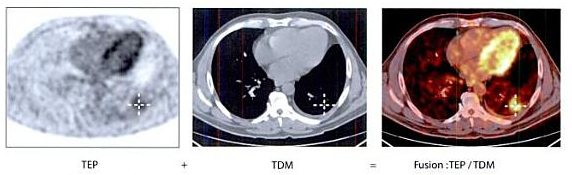 TEP + TDM = Fusion : TEP / TDM